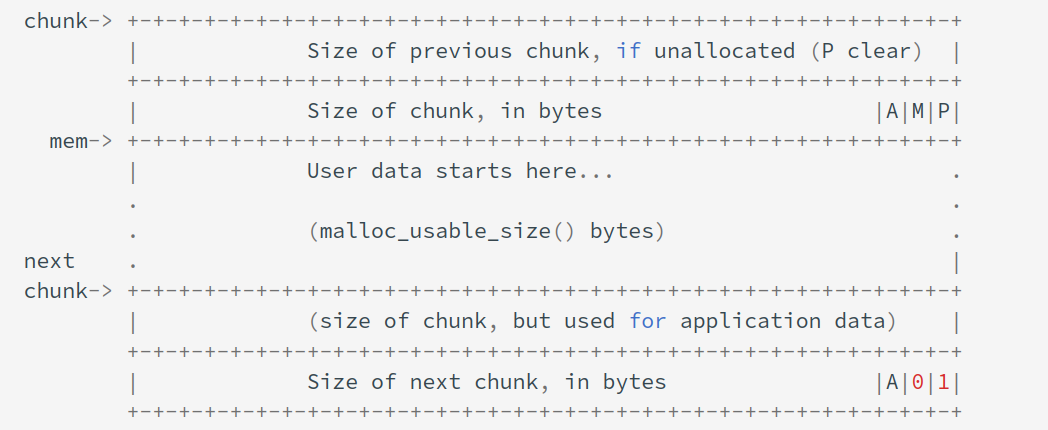 chunk-> +-+-+-+-+-+-+-+-+-+-+-+-+-+-+-+-+-+-+-+-+-+-+-+-+-+-+-+-+-+-+-+-+
        |             Size of previous chunk, if unallocated (P clear)  |
        +-+-+-+-+-+-+-+-+-+-+-+-+-+-+-+-+-+-+-+-+-+-+-+-+-+-+-+-+-+-+-+-+
        |             Size of chunk, in bytes                     |A|M|P|
  mem-> +-+-+-+-+-+-+-+-+-+-+-+-+-+-+-+-+-+-+-+-+-+-+-+-+-+-+-+-+-+-+-+-+
        |             User data starts here...                          .
        .                                                               .
        .             (malloc_usable_size() bytes)                      .
next    .                                                               |
chunk-> +-+-+-+-+-+-+-+-+-+-+-+-+-+-+-+-+-+-+-+-+-+-+-+-+-+-+-+-+-+-+-+-+
        |             (size of chunk, but used for application data)    |
        +-+-+-+-+-+-+-+-+-+-+-+-+-+-+-+-+-+-+-+-+-+-+-+-+-+-+-+-+-+-+-+-+
        |             Size of next chunk, in bytes                |A|0|1|
        +-+-+-+-+-+-+-+-+-+-+-+-+-+-+-+-+-+-+-+-+-+-+-+-+-+-+-+-+-+-+-+-+